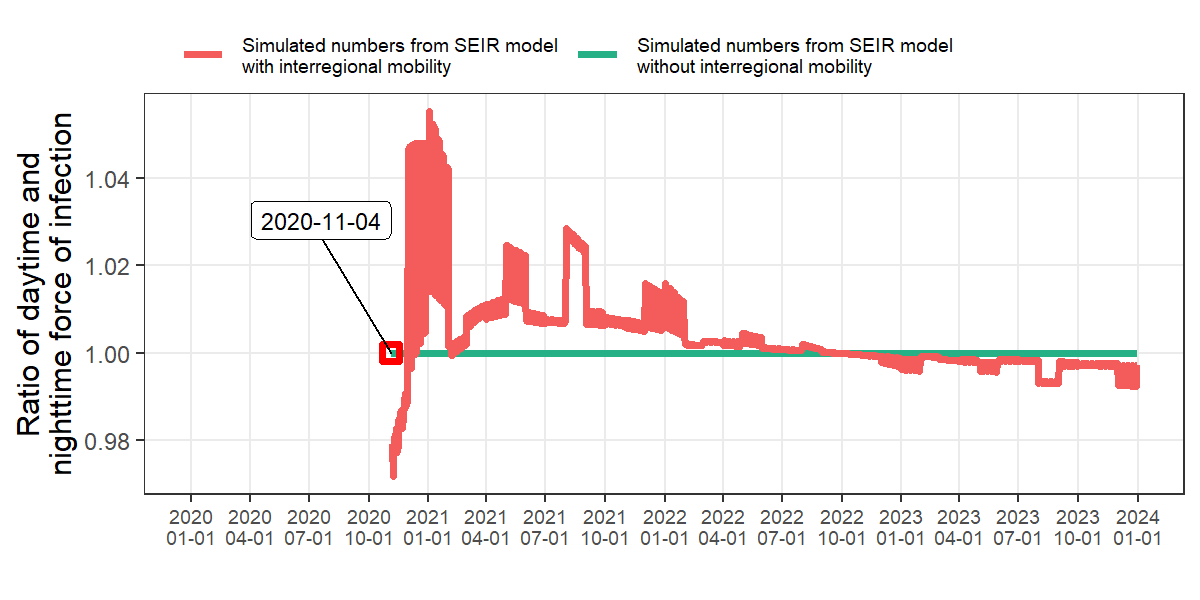 Simulated numbers from SEIR model
with interregional mobility
Simulated numbers from SEIR model
without interregional mobility
Ratio of daytime and
nighttime force of infection
1.04
1.02
1.00
0.98
2020-11-04
2020 2020 2020 2020 2021 2021 2021 2021 2022 2022 2022 2022 2023 2023 2023 2023 2024
01-01 04-01 07-01 10-01 01-01 04-01 07-01 10-01 01-01 04-01 07-01 10-01 01-01 04-01 07-01 10-01 01-01